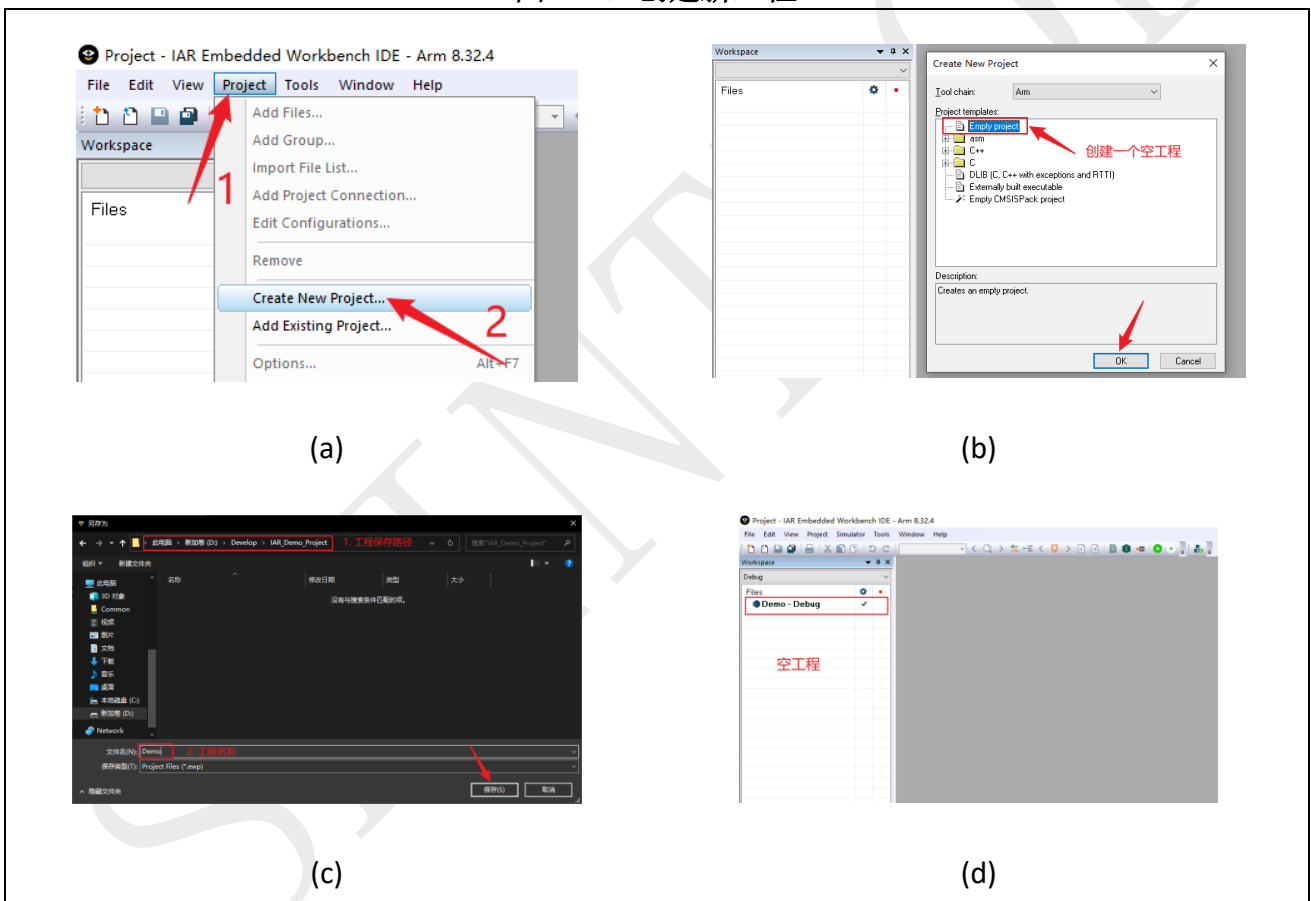 Project - IAR Embedded Workbench IDE - Arm 8.32.4
File Edit View Project Tools Window Help
Workspace
Files
Add Files...
Add Group...
Import File List...
Add Project Connection...
Edit Configurations...
Remove
Create New Project...
Add Existing Project...
Options... Alt+F7
1
2
(a)
Workspace
Files
Create New Project
Tool chain: Arm
Project templates:
Empty project
asm
C++
C
DLIB (C, C++ with exceptions and RTTI)
Externally built executable
Empty CMSISPack project
创建一个空工程
Description:
Creates an empty project.
OK Cancel
(b)
另存为
此电脑 › 新加卷 (D:) › Develop › IAR_Demo_Project
1. 工程保存路径
搜索"IAR_Demo_Project"
组织 新建文件夹
名称 修改日期 类型 大小
没有与搜索条件匹配的项。
此电脑
3D 对象
Common
视频
图片
文档
下载
音乐
桌面
本地磁盘 (C:)
新加卷 (D:)
Network
文件名(N): Demo
2. 工程名称
保存类型(T): Project Files (*.ewp)
隐藏文件夹
保存(S) 取消
(c)
Project - IAR Embedded Workbench IDE - Arm 8.32.4
File Edit View Project Simulator Tools Window Help
Workspace
Debug
Files
Demo - Debug
空工程
(d)